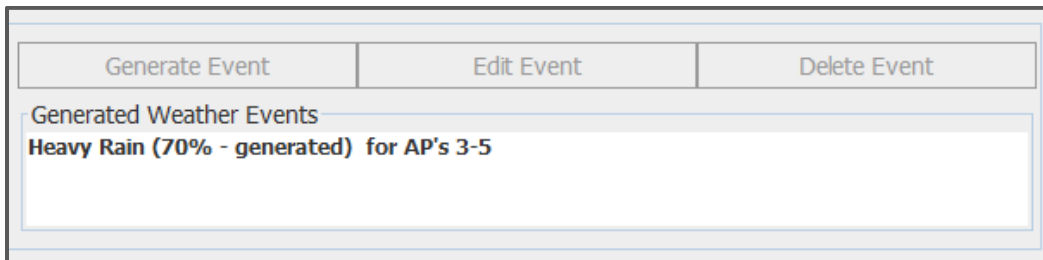 Generate Event Edit Event Delete Event
Generated Weather Events
Heavy Rain (70% - generated)  for AP's 3-5